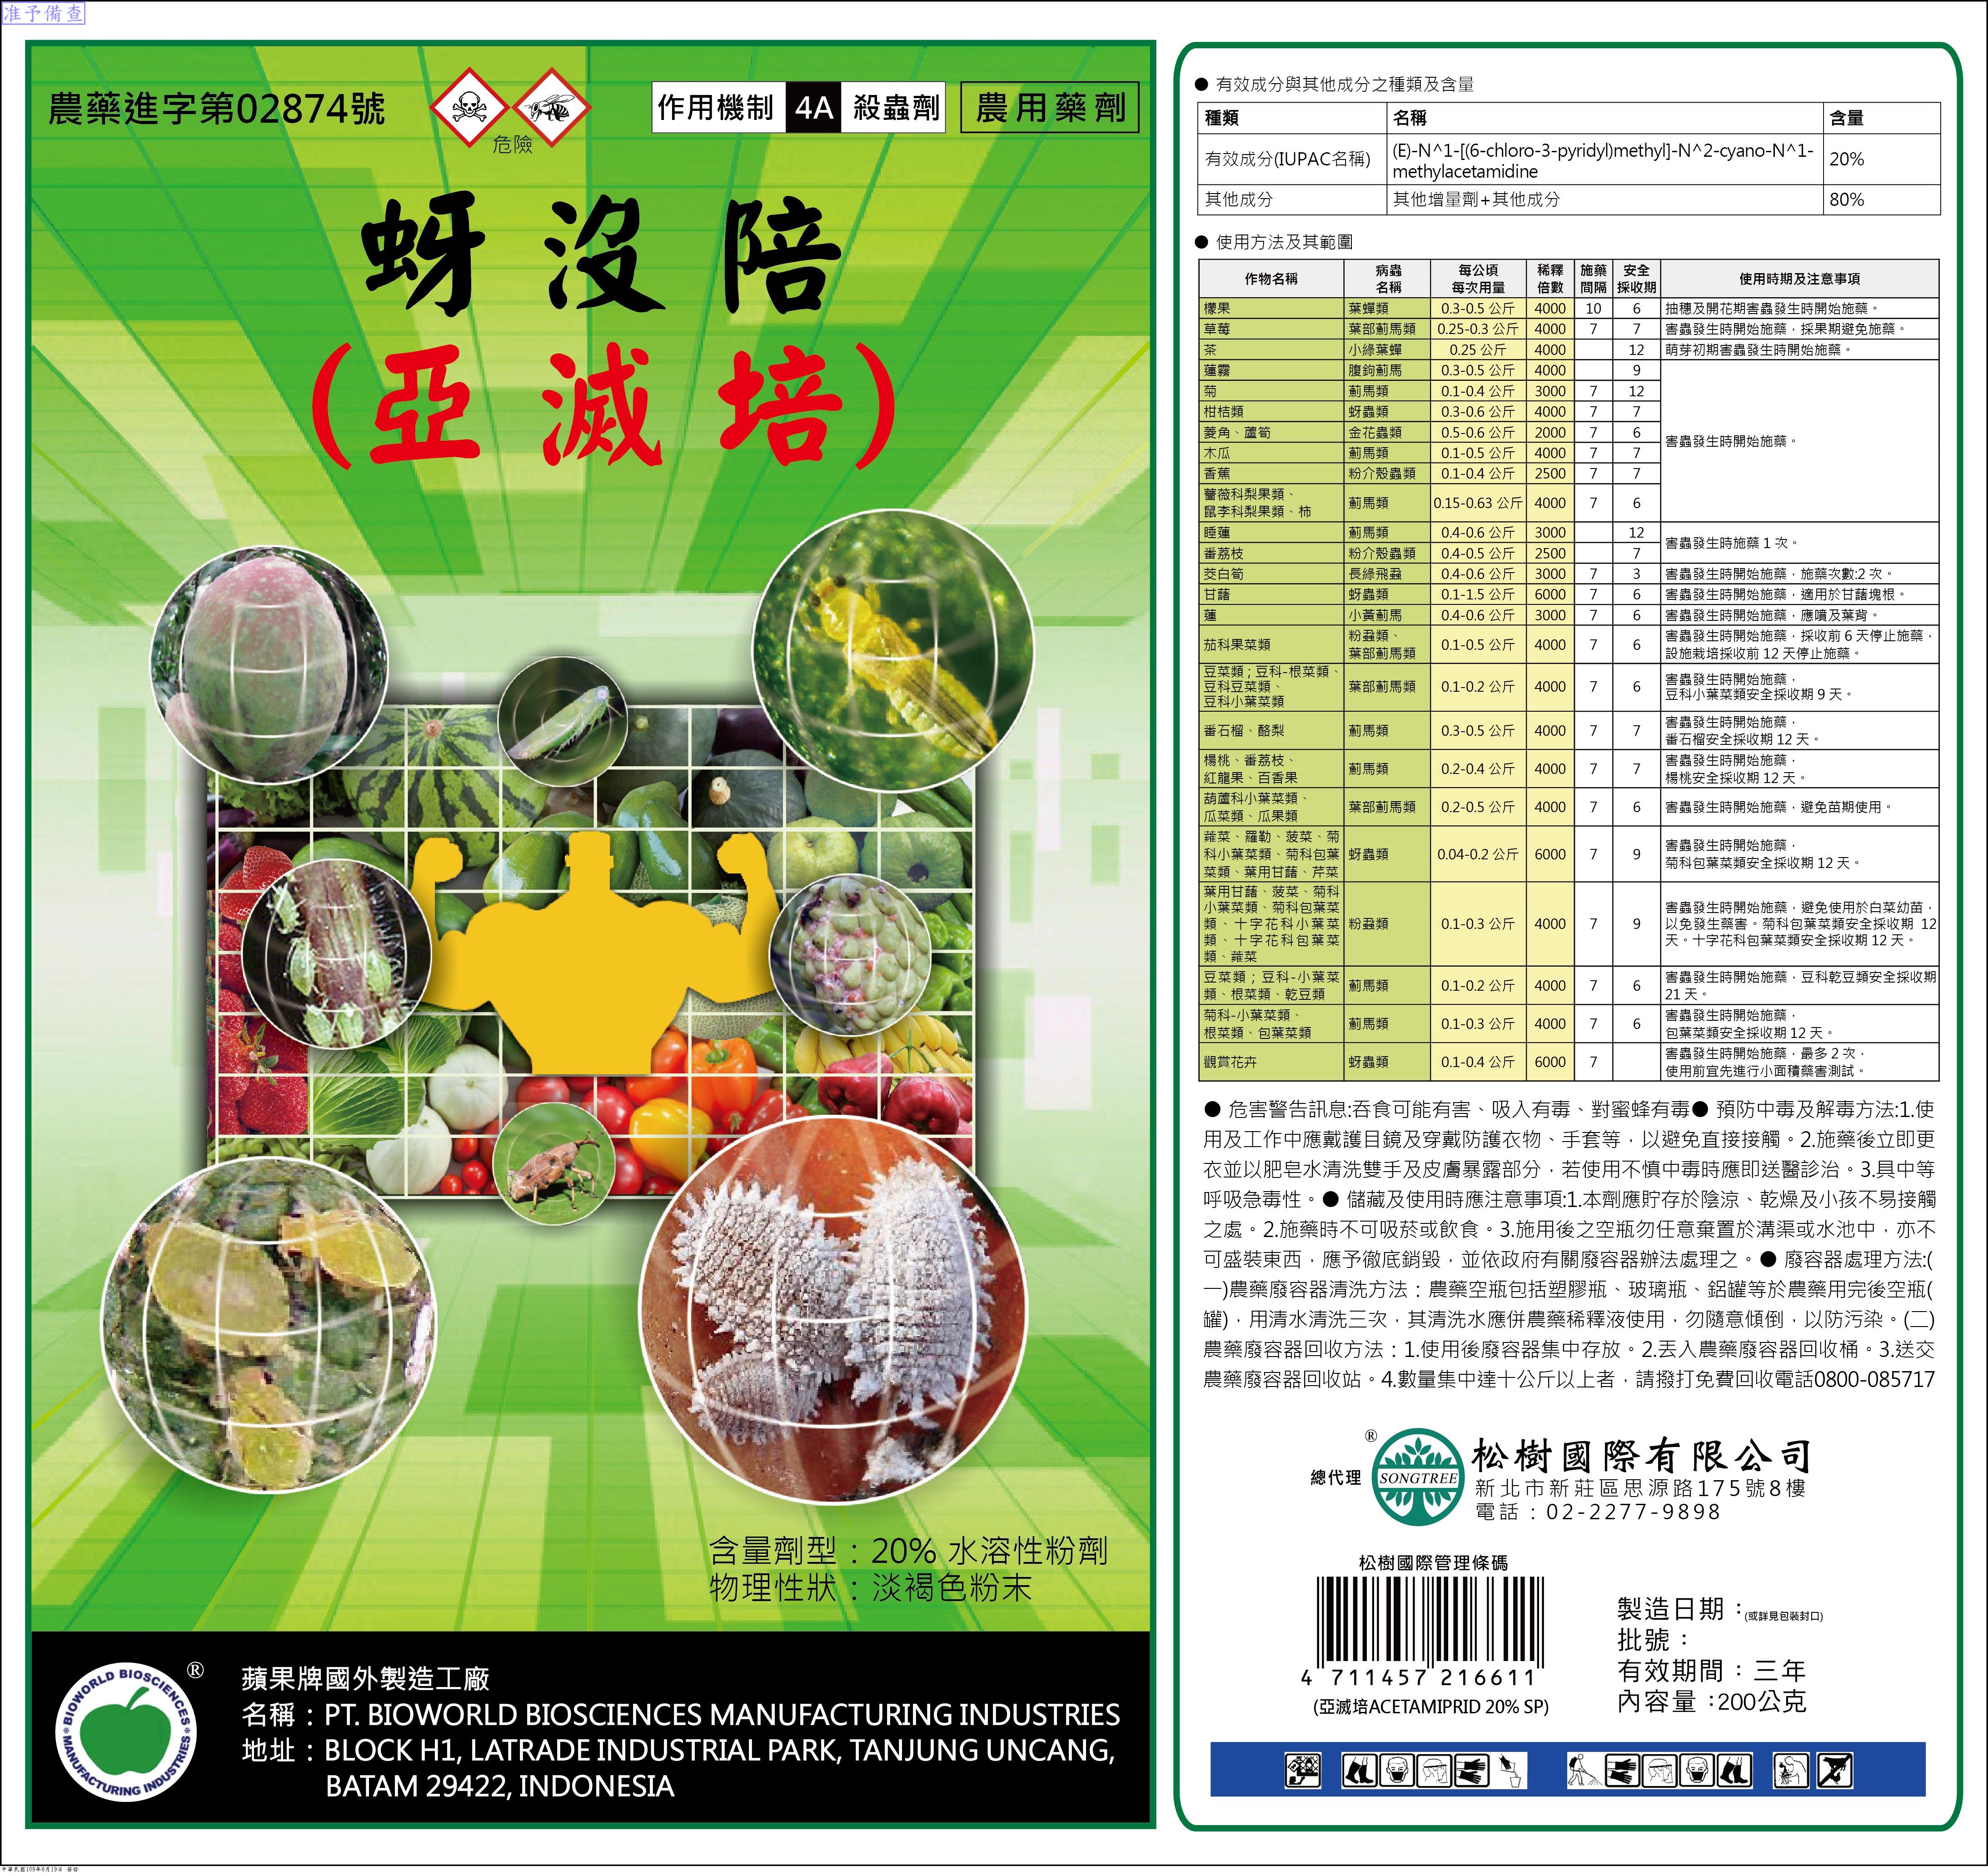 准予備查
農藥進字第02874號
危險
作用機制 4A 殺蟲劑
農用藥劑
蚜沒陪
(亞滅培)
含量劑型：20% 水溶性粉劑
物理性狀：淡褐色粉末
BIOWORLD BIOSCIENCES
MANUFACTURING INDUSTRIES
®
蘋果牌國外製造工廠
名稱：PT. BIOWORLD BIOSCIENCES MANUFACTURING INDUSTRIES
地址：BLOCK H1, LATRADE INDUSTRIAL PARK, TANJUNG UNCANG,
BATAM 29422, INDONESIA
● 有效成分與其他成分之種類及含量
種類 名稱 含量
有效成分(IUPAC名稱) (E)-N^1-[(6-chloro-3-pyridyl)methyl]-N^2-cyano-N^1-
methylacetamidine 20%
其他成分 其他增量劑+其他成分 80%
● 使用方法及其範圍
作物名稱 病蟲 每公頃 稀釋 施藥 安全 使用時期及注意事項
名稱 每次用量 倍數 間隔 採收期
檬果 葉蟬類 0.3-0.5 公斤 4000 10 6 抽穗及開花期害蟲發生時開始施藥。
草莓 葉部薊馬類 0.25-0.3 公斤 4000 7 7 害蟲發生時開始施藥，採果期避免施藥。
茶 小綠葉蟬 0.25 公斤 4000 12 萌芽初期害蟲發生時開始施藥。
蓮霧 腹鉤薊馬 0.3-0.5 公斤 4000 9
菊 薊馬類 0.1-0.4 公斤 3000 7 12
柑桔類 蚜蟲類 0.3-0.6 公斤 4000 7 7
菱角、蘆筍 金花蟲類 0.5-0.6 公斤 2000 7 6
害蟲發生時開始施藥。
木瓜 薊馬類 0.1-0.5 公斤 4000 7 7
香蕉 粉介殼蟲類 0.1-0.4 公斤 2500 7 7
薔薇科梨果類、
鼠李科梨果類、柿 薊馬類 0.15-0.63 公斤 4000 7 6
睡蓮 薊馬類 0.4-0.6 公斤 3000 12
害蟲發生時施藥 1 次。
番荔枝 粉介殼蟲類 0.4-0.5 公斤 2500 7
茭白筍 長綠飛蝨 0.4-0.6 公斤 3000 7 3 害蟲發生時開始施藥，施藥次數:2 次。
甘藷 蚜蟲類 0.1-1.5 公斤 6000 7 6 害蟲發生時開始施藥，適用於甘藷塊根。
蓮 小黃薊馬 0.4-0.6 公斤 3000 7 6 害蟲發生時開始施藥，應噴及葉背。
茄科果菜類 粉蝨類、
葉部薊馬類 0.1-0.5 公斤 4000 7 6 害蟲發生時開始施藥，採收前 6 天停止施藥，
設施栽培採收前 12 天停止施藥。
豆菜類；豆科-根菜類、
豆科豆菜類、
豆科小葉菜類 葉部薊馬類 0.1-0.2 公斤 4000 7 6 害蟲發生時開始施藥，
豆科小葉菜類安全採收期 9 天。
番石榴、酪梨 薊馬類 0.3-0.5 公斤 4000 7 7 害蟲發生時開始施藥，
番石榴安全採收期 12 天。
楊桃、番荔枝、
紅龍果、百香果 薊馬類 0.2-0.4 公斤 4000 7 7 害蟲發生時開始施藥，
楊桃安全採收期 12 天。
葫蘆科小葉菜類、
瓜菜類、瓜果類 葉部薊馬類 0.2-0.5 公斤 4000 7 6 害蟲發生時開始施藥，避免苗期使用。
蕹菜、羅勒、菠菜、菊
科小葉菜類、菊科包葉
菜類、葉用甘藷、芹菜 蚜蟲類 0.04-0.2 公斤 6000 7 9 害蟲發生時開始施藥，
菊科包葉菜類安全採收期 12 天。
葉用甘藷、菠菜、菊科
小葉菜類、菊科包葉菜
類、十字花科小葉菜
類、十字花科包葉菜
類、蕹菜 粉蝨類 0.1-0.3 公斤 4000 7 9 害蟲發生時開始施藥，避免使用於白菜幼苗，
以免發生藥害。菊科包葉菜類安全採收期 12
天。十字花科包葉菜類安全採收期 12 天。
豆菜類；豆科-小葉菜
類、根菜類、乾豆類 薊馬類 0.1-0.2 公斤 4000 7 6 害蟲發生時開始施藥，豆科乾豆類安全採收期
21 天。
菊科-小葉菜類、
根菜類、包葉菜類 薊馬類 0.1-0.3 公斤 4000 7 6 害蟲發生時開始施藥，
包葉菜類安全採收期 12 天。
觀賞花卉 蚜蟲類 0.1-0.4 公斤 6000 7 害蟲發生時開始施藥，最多 2 次，
使用前宜先進行小面積藥害測試。
● 危害警告訊息:吞食可能有害、吸入有毒、對蜜蜂有毒● 預防中毒及解毒方法:1.使
用及工作中應戴護目鏡及穿戴防護衣物、手套等，以避免直接接觸。2.施藥後立即更
衣並以肥皂水清洗雙手及皮膚暴露部分，若使用不慎中毒時應即送醫診治。3.具中等
呼吸急毒性。● 儲藏及使用時應注意事項:1.本劑應貯存於陰涼、乾燥及小孩不易接觸
之處。2.施藥時不可吸菸或飲食。3.施用後之空瓶勿任意棄置於溝渠或水池中，亦不
可盛裝東西，應予徹底銷毀，並依政府有關廢容器辦法處理之。● 廢容器處理方法:(
一)農藥廢容器清洗方法：農藥空瓶包括塑膠瓶、玻璃瓶、鋁罐等於農藥用完後空瓶(
罐)，用清水清洗三次，其清洗水應併農藥稀釋液使用，勿隨意傾倒，以防污染。(二)
農藥廢容器回收方法：1.使用後廢容器集中存放。2.丟入農藥廢容器回收桶。3.送交
農藥廢容器回收站。4.數量集中達十公斤以上者，請撥打免費回收電話0800-085717
總代理
®
SONGTREE
松樹國際有限公司
新北市新莊區思源路175號8樓
電話：02-2277-9898
松樹國際管理條碼
4 711457 216611
(亞滅培ACETAMIPRID 20% SP)
製造日期：(或詳見包裝封口)
批號：
有效期間：三年
內容量：200公克
中華民國109年6月19日 簽發